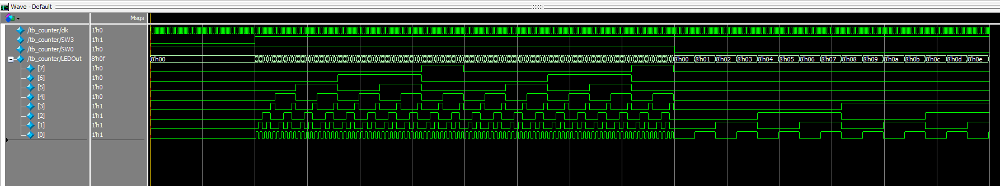 Wave - Default
Msgs
/tb_counter/clk 1'h0
/tb_counter/SW3 1'h1
/tb_counter/SW0 1'h0
/tb_counter/LEDOut 8'h0f 8'h00 8'h00 8'h01 8'h02 8'h03 8'h04 8'h05 8'h06 8'h07 8'h08 8'h09 8'h0a 8'h0b 8'h0c 8'h0d 8'h0e
[7] 1'h0
[6] 1'h0
[5] 1'h0
[4] 1'h0
[3] 1'h1
[2] 1'h1
[1] 1'h1
[0] 1'h1